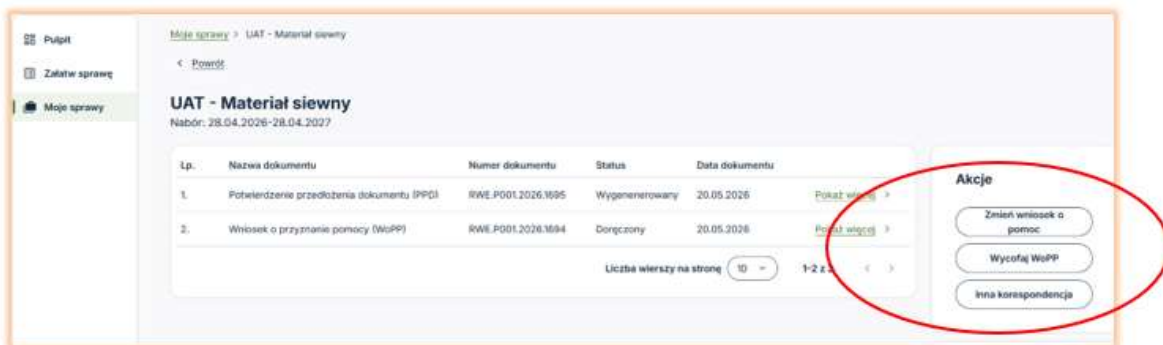 Pulpit
Załatw sprawę
Moje sprawy
Moje sprawy > UAT - Materiał siewny
< Powrót
UAT - Materiał siewny
Nabór: 28.04.2026-28.04.2027
Lp. Nazwa dokumentu Numer dokumentu Status Data dokumentu
1. Potwierdzenie przedłożenia dokumentu (PPD) RWE.P001.2026.1695 Wygenenerowany 20.05.2026 Pokaż więcej >
2. Wniosek o przyznanie pomocy (WoPP) RWE.P001.2026.1694 Doręczony 20.05.2026 Pokaż więcej >
Liczba wierszy na stronę 10 1-2 z
Akcje
Zmień wniosek o
pomoc
Wycofaj WoPP
Inna korespondencja